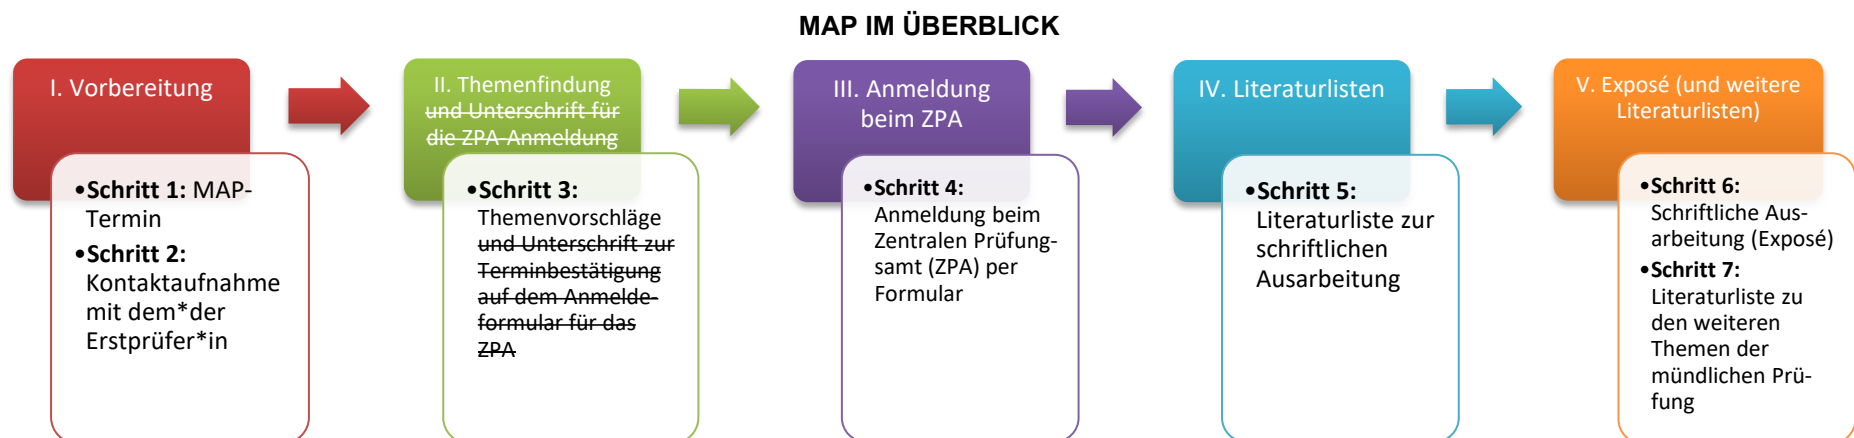 MAP IM ÜBERBLICK
I. Vorbereitung
•Schritt 1: MAP-
Termin
•Schritt 2:
Kontaktaufnahme
mit dem*der
Erstprüfer*in
II. Themenfindung
und Unterschrift für
die ZPA-Anmeldung
•Schritt 3:
Themenvorschläge
und Unterschrift zur
Terminbestätigung
auf dem Anmelde-
formular für das
ZPA
III. Anmeldung
beim ZPA
•Schritt 4:
Anmeldung beim
Zentralen Prüfung-
samt (ZPA) per
Formular
IV. Literaturlisten
•Schritt 5:
Literaturliste zur
schriftlichen
Ausarbeitung
V. Exposé (und weitere
Literaturlisten)
•Schritt 6:
Schriftliche Aus-
arbeitung (Exposé)
•Schritt 7:
Literaturliste zu
den weiteren
Themen der
mündlichen Prü-
fung